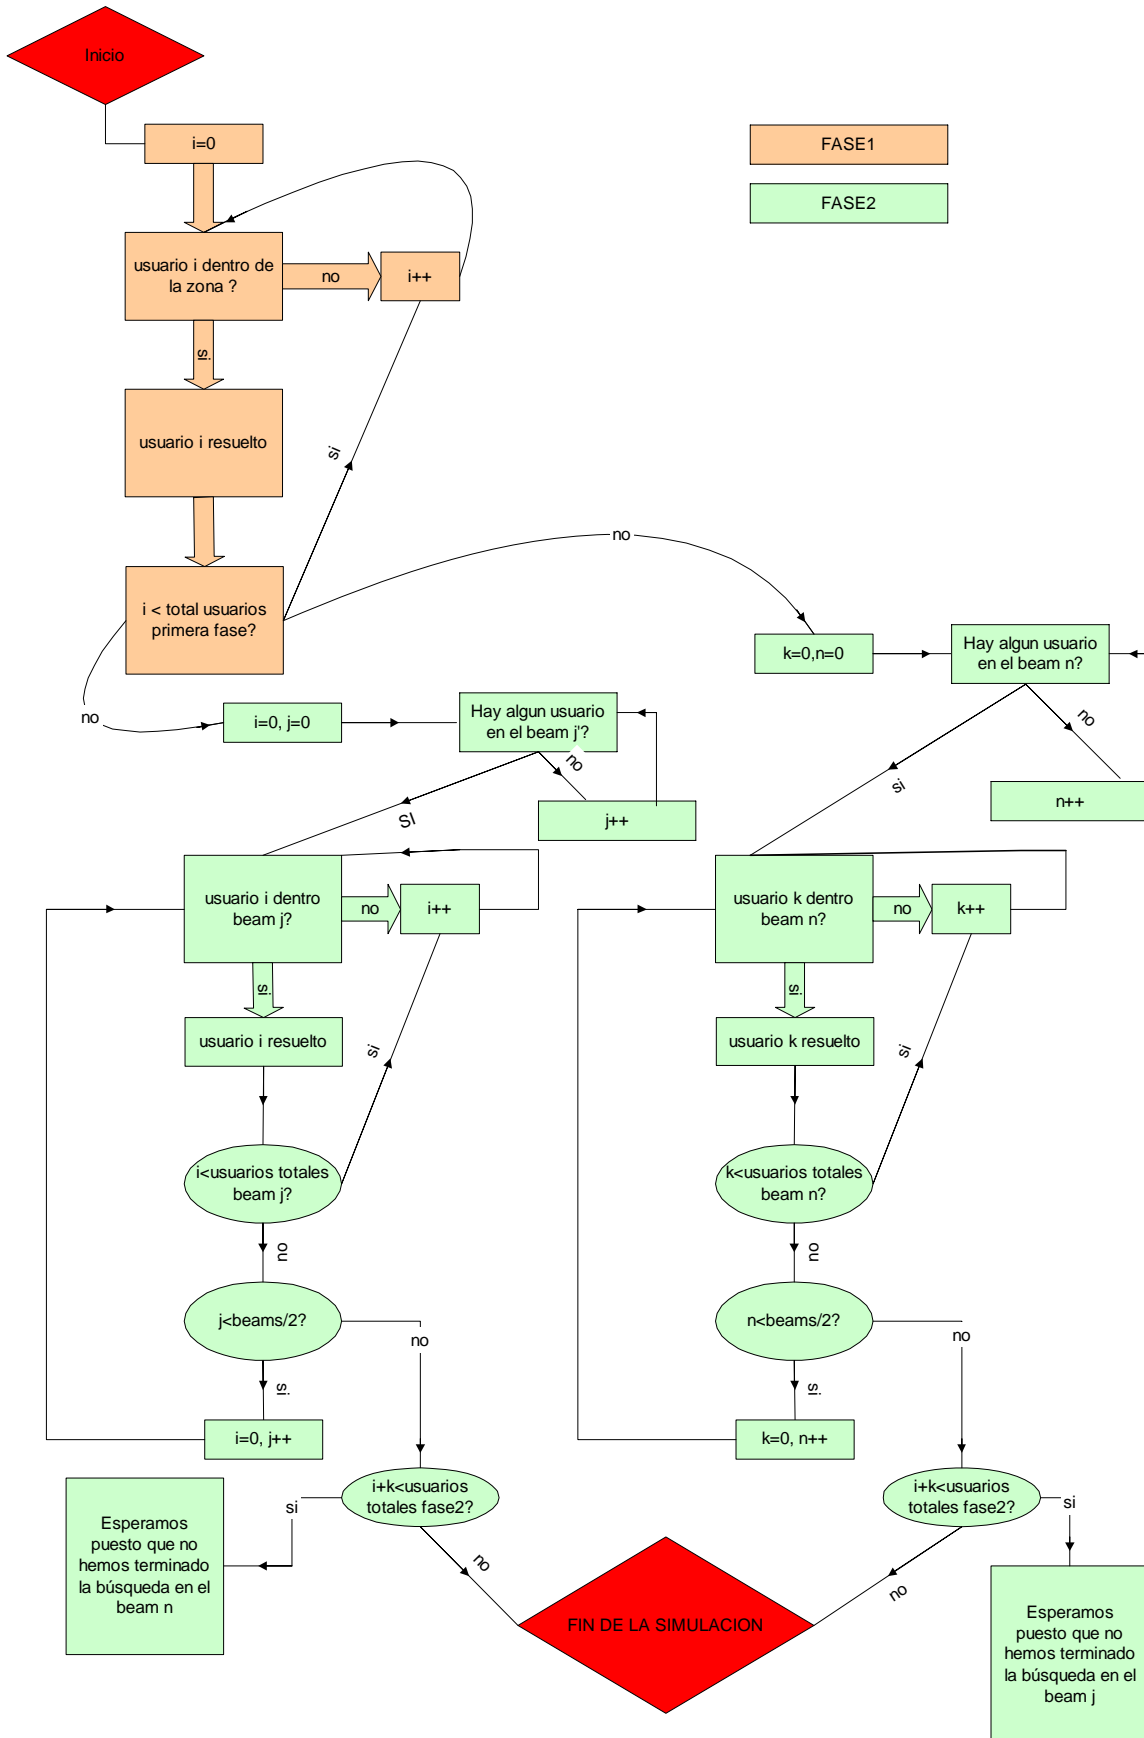 Inicio
i=0
FASE1
FASE2
usuario i dentro de
la zona ?
no
i++
si
usuario i resuelto
si
i < total usuarios
primera fase?
no
no
k=0,n=0
Hay algun usuario
en el beam n?
no
si
n++
i=0, j=0
Hay algun usuario
en el beam j'?
no
SI
j++
usuario i dentro
beam j?
no
i++
si
usuario i resuelto
si
i<usuarios totales
beam j?
no
j<beams/2?
no
si
i=0, j++
i+k<usuarios
totales fase2?
si
no
Esperamos
puesto que no
hemos terminado
la búsqueda en el
beam n
usuario k dentro
beam n?
no
k++
si
usuario k resuelto
si
k<usuarios totales
beam n?
no
n<beams/2?
no
si
k=0, n++
i+k<usuarios
totales fase2?
si
no
Esperamos
puesto que no
hemos terminado
la búsqueda en el
beam j
FIN DE LA SIMULACION